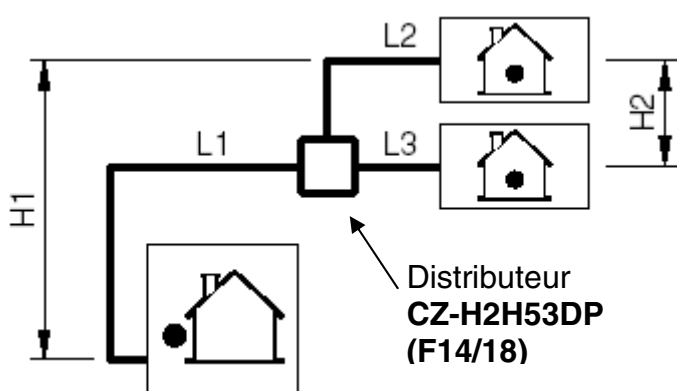 L2
H1
L1
L3
H2
Distributeur
CZ-H2H53DP
(F14/18)